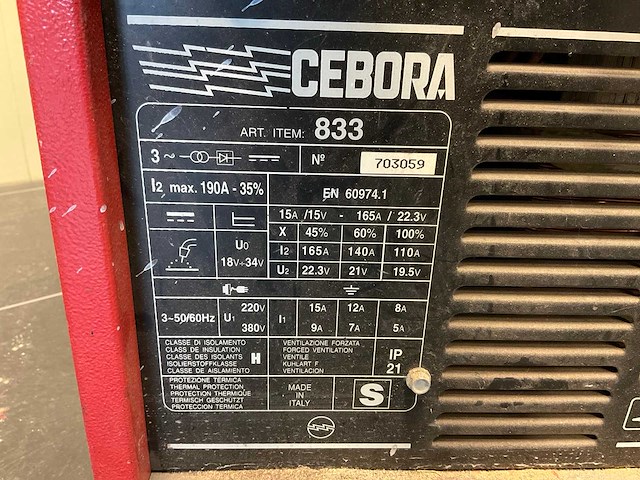 CEBORA
ART. ITEM: 833
3~ Nº 703059
I2 max. 190A - 35% EN 60974.1
15A /15V - 165A / 22.3V
X 45% 60% 100%
U0 18V÷34V I2 165A 140A 110A
U2 22.3V 21V 19.5V
3~50/60Hz U1 220V I1 15A 12A 8A
380V 9A 7A 5A
CLASSE DI ISOLAMENTO
CLASS DE INSULATION
CLASSE DES ISOLANTS H
ISOLIERSTOFFKLASSE
CLASSE DE AISLAMIENTO
VENTILAZIONE FORZATA
FORCED VENTILATION
VENTILE
KUHLART F
VENTILACION
IP 21
PROTEZIONE TERMICA
THERMAL PROTECTION
PROTECTION THERMIQUE
TERMISCH GESCHÜTZT
PROTECCION TERMICA
MADE IN ITALY
S